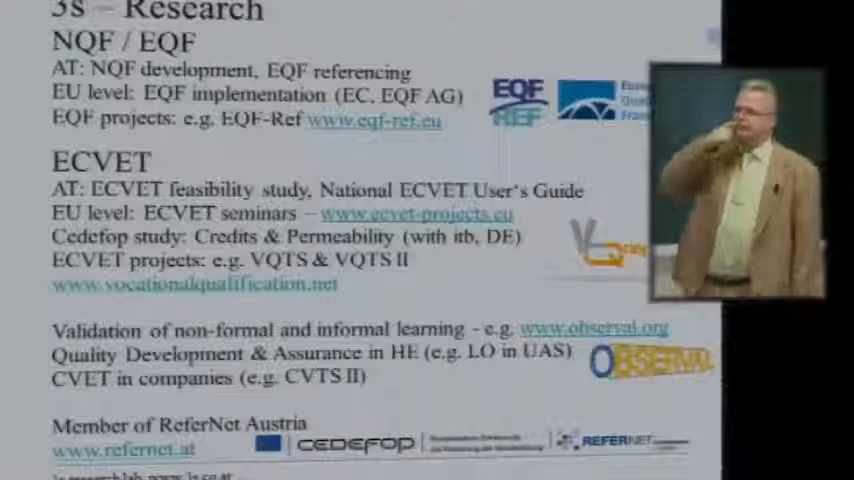 3s – Research
NQF / EQF
AT: NQF development, EQF referencing
EU level: EQF implementation (EC, EQF AG)
EQF projects: e.g. EQF-Ref www.eqf-ref.eu
EQF
REF
ECVET
AT: ECVET feasibility study, National ECVET User's Guide
EU level: ECVET seminars – www.ecvet-projects.eu
Cedefop study: Credits & Permeability (with itb, DE)
ECVET projects: e.g. VQTS & VQTS II
www.vocationalqualification.net
Validation of non-formal and informal learning - e.g. www.observal.org
Quality Development & Assurance in HE (e.g. LO in UAS)
OBSERVAL
CVET in companies (e.g. CVTS II)
Member of ReferNet Austria
www.refernet.at
CEDEFOP
REFERNET